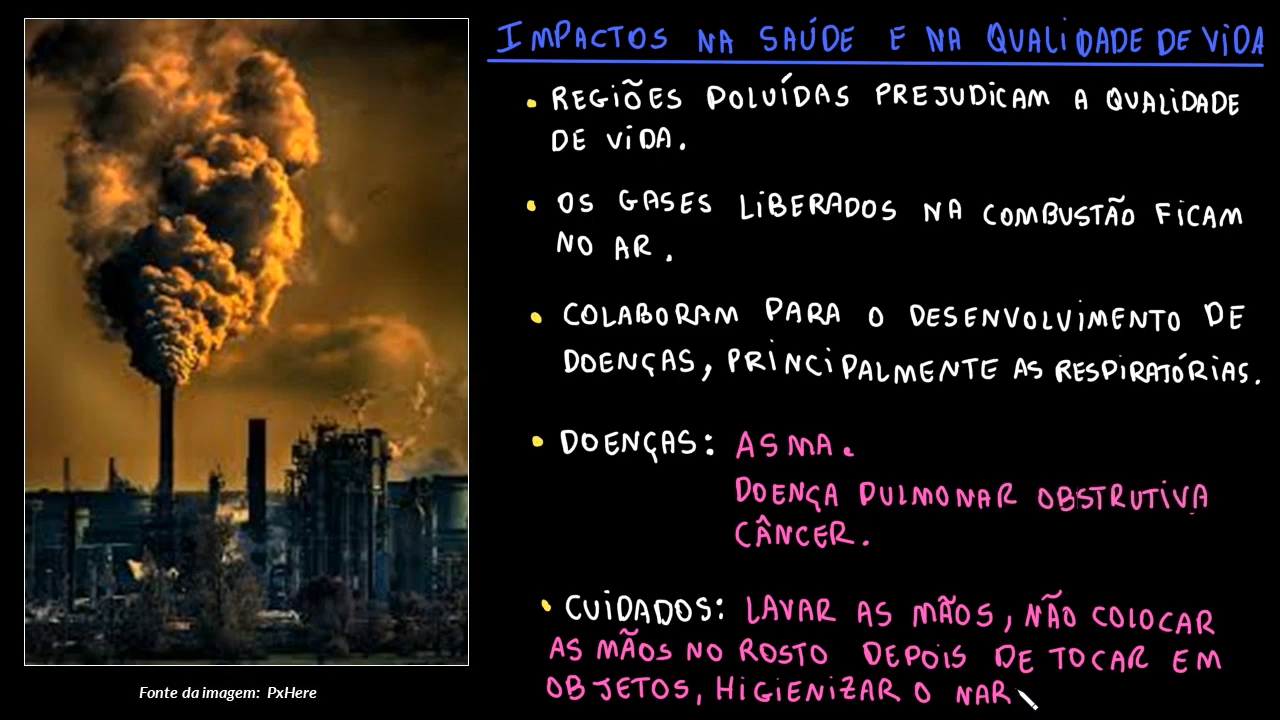 IMPACTOS NA SAÚDE E NA QUALIDADE DE VIDA
• REGIÕES POLUÍDAS PREJUDICAM A QUALIDADE
DE VIDA.
• OS GASES LIBERADOS NA COMBUSTÃO FICAM
NO AR.
• COLABORAM PARA O DESENVOLVIMENTO DE
DOENÇAS, PRINCIPALMENTE AS RESPIRATÓRIAS.
• DOENÇAS: ASMA.
DOENÇA PULMONAR OBSTRUTIVA
CÂNCER.
• CUIDADOS: LAVAR AS MÃOS, NÃO COLOCAR
AS MÃOS NO ROSTO DEPOIS DE TOCAR EM
OBJETOS, HIGIENIZAR O NAR
Fonte da imagem: PxHere